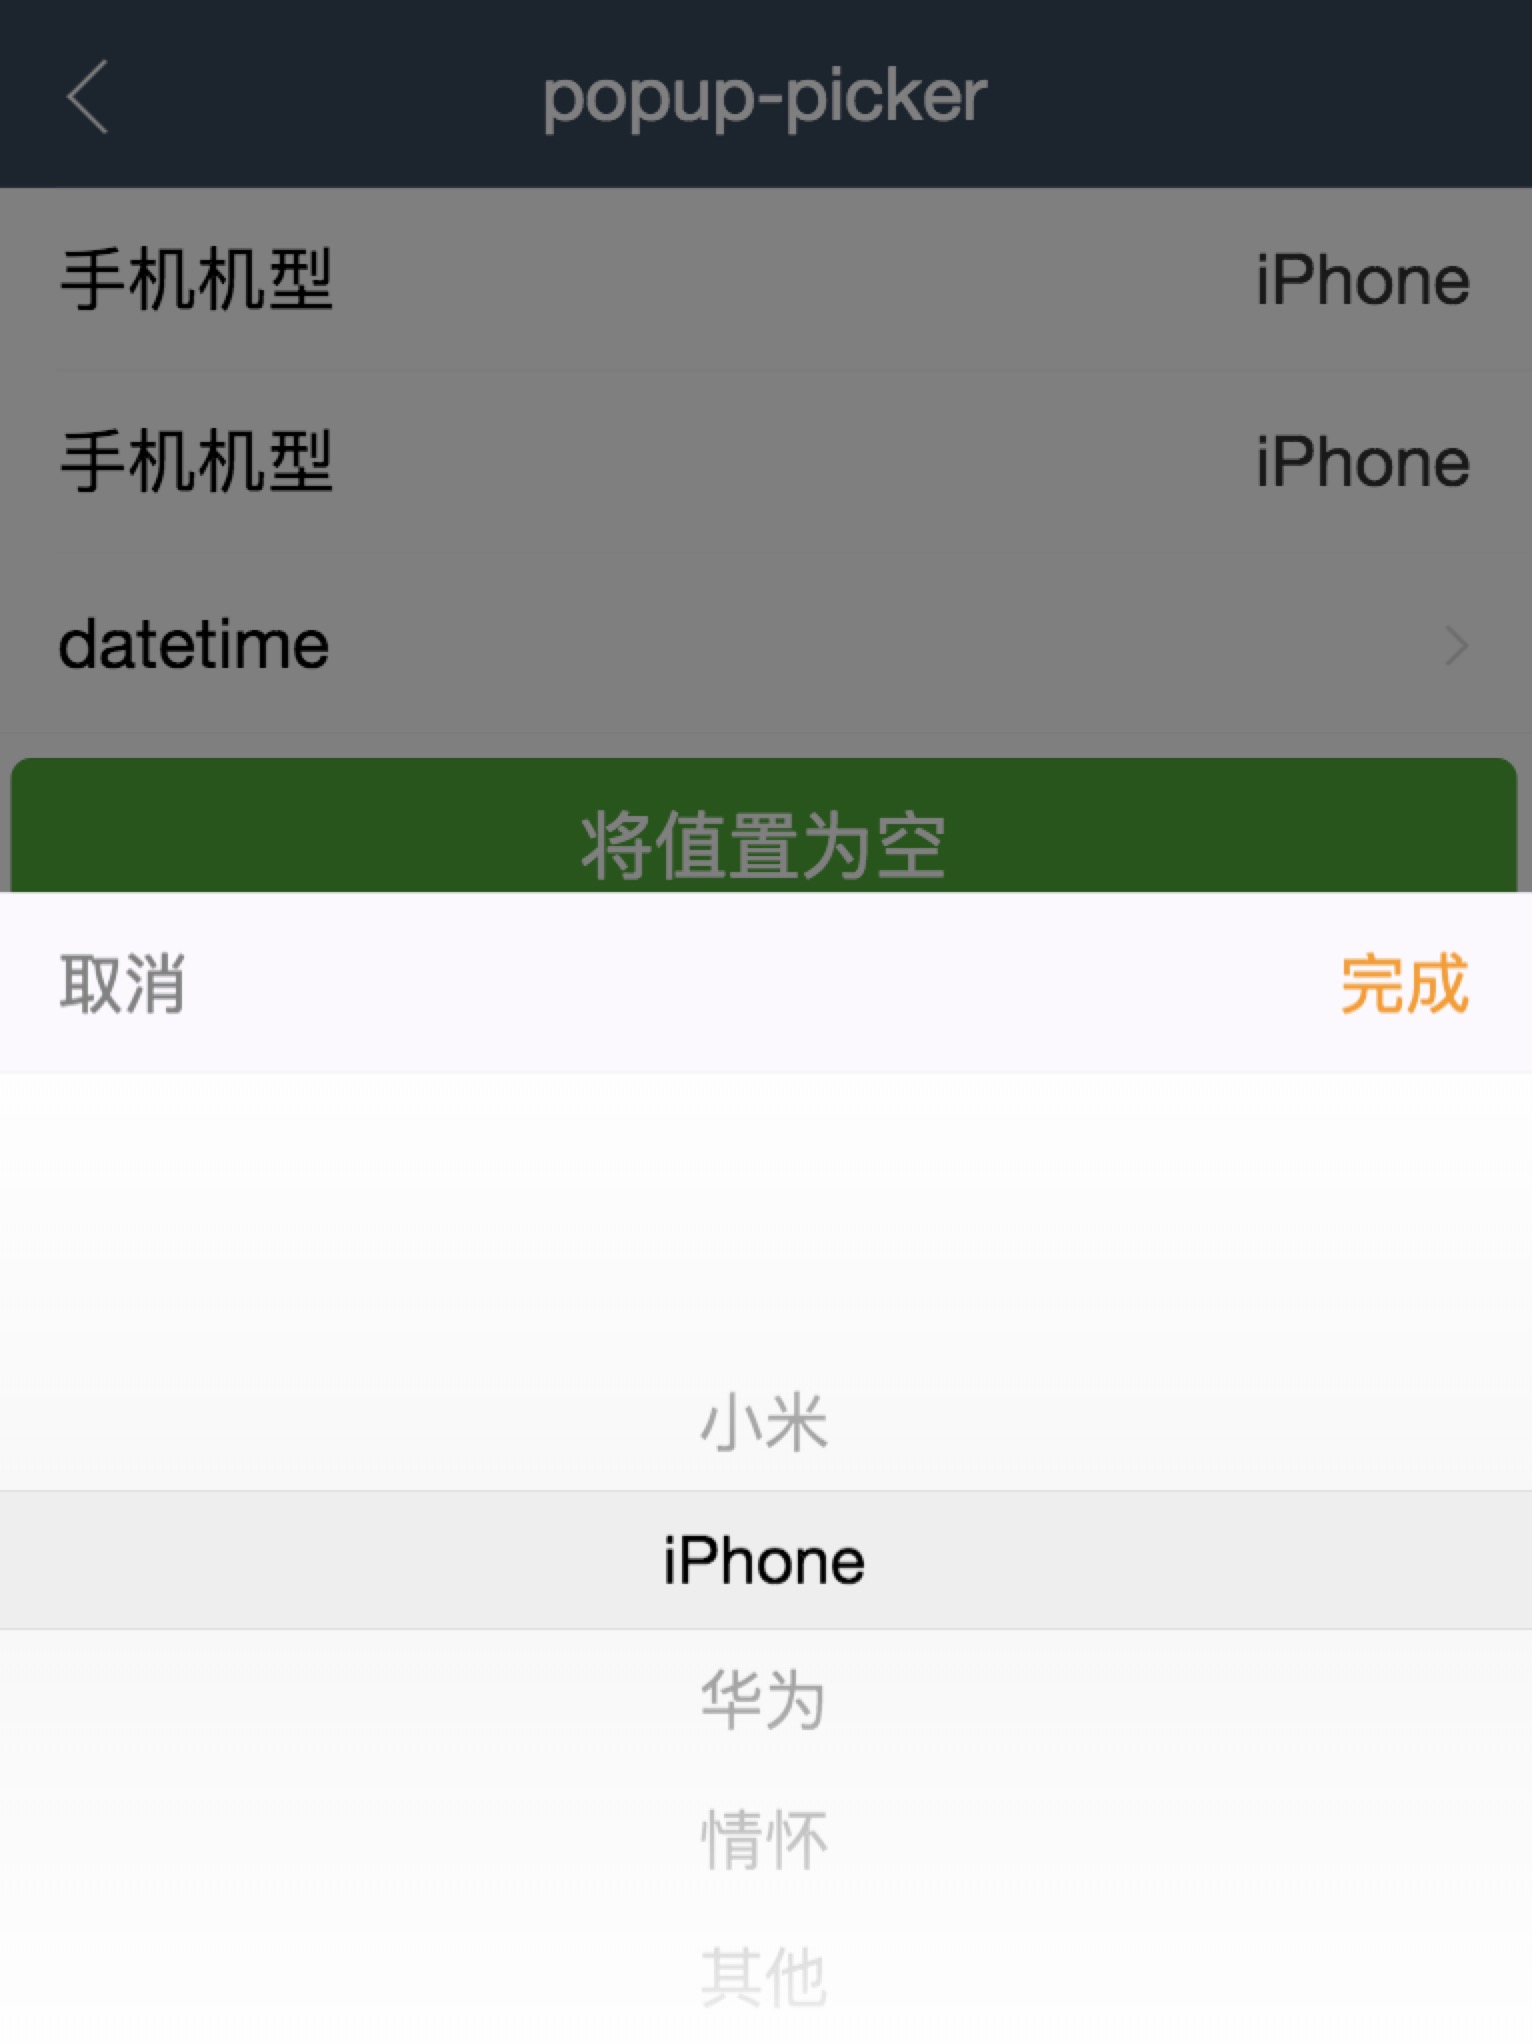 popup-picker
手机机型 iPhone
手机机型 iPhone
datetime
将值置为空
取消 完成
小米
iPhone
华为
情怀
其他